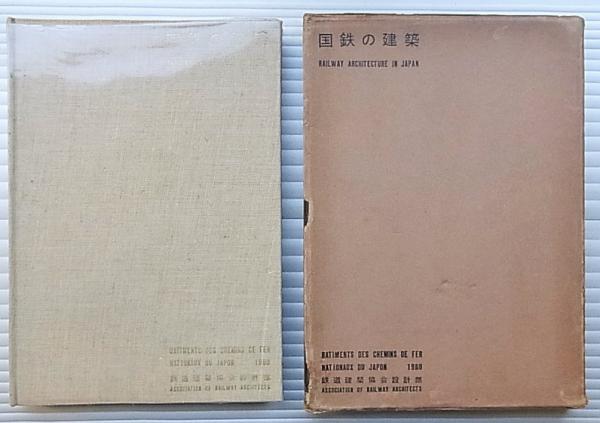 BATIMENTS DES CHEMINS DE FER
NATIONAUX DU JAPON 1960
鉄道建築協会設計部
ASSOCIATION OF RAILWAY ARCHITECTS
国鉄の建築
RAILWAY ARCHITECTURE IN JAPAN
BATIMENTS DES CHEMINS DE FER
NATIONAUX DU JAPON 1960
鉄道建築協会設計部
ASSOCIATION OF RAILWAY ARCHITECTS